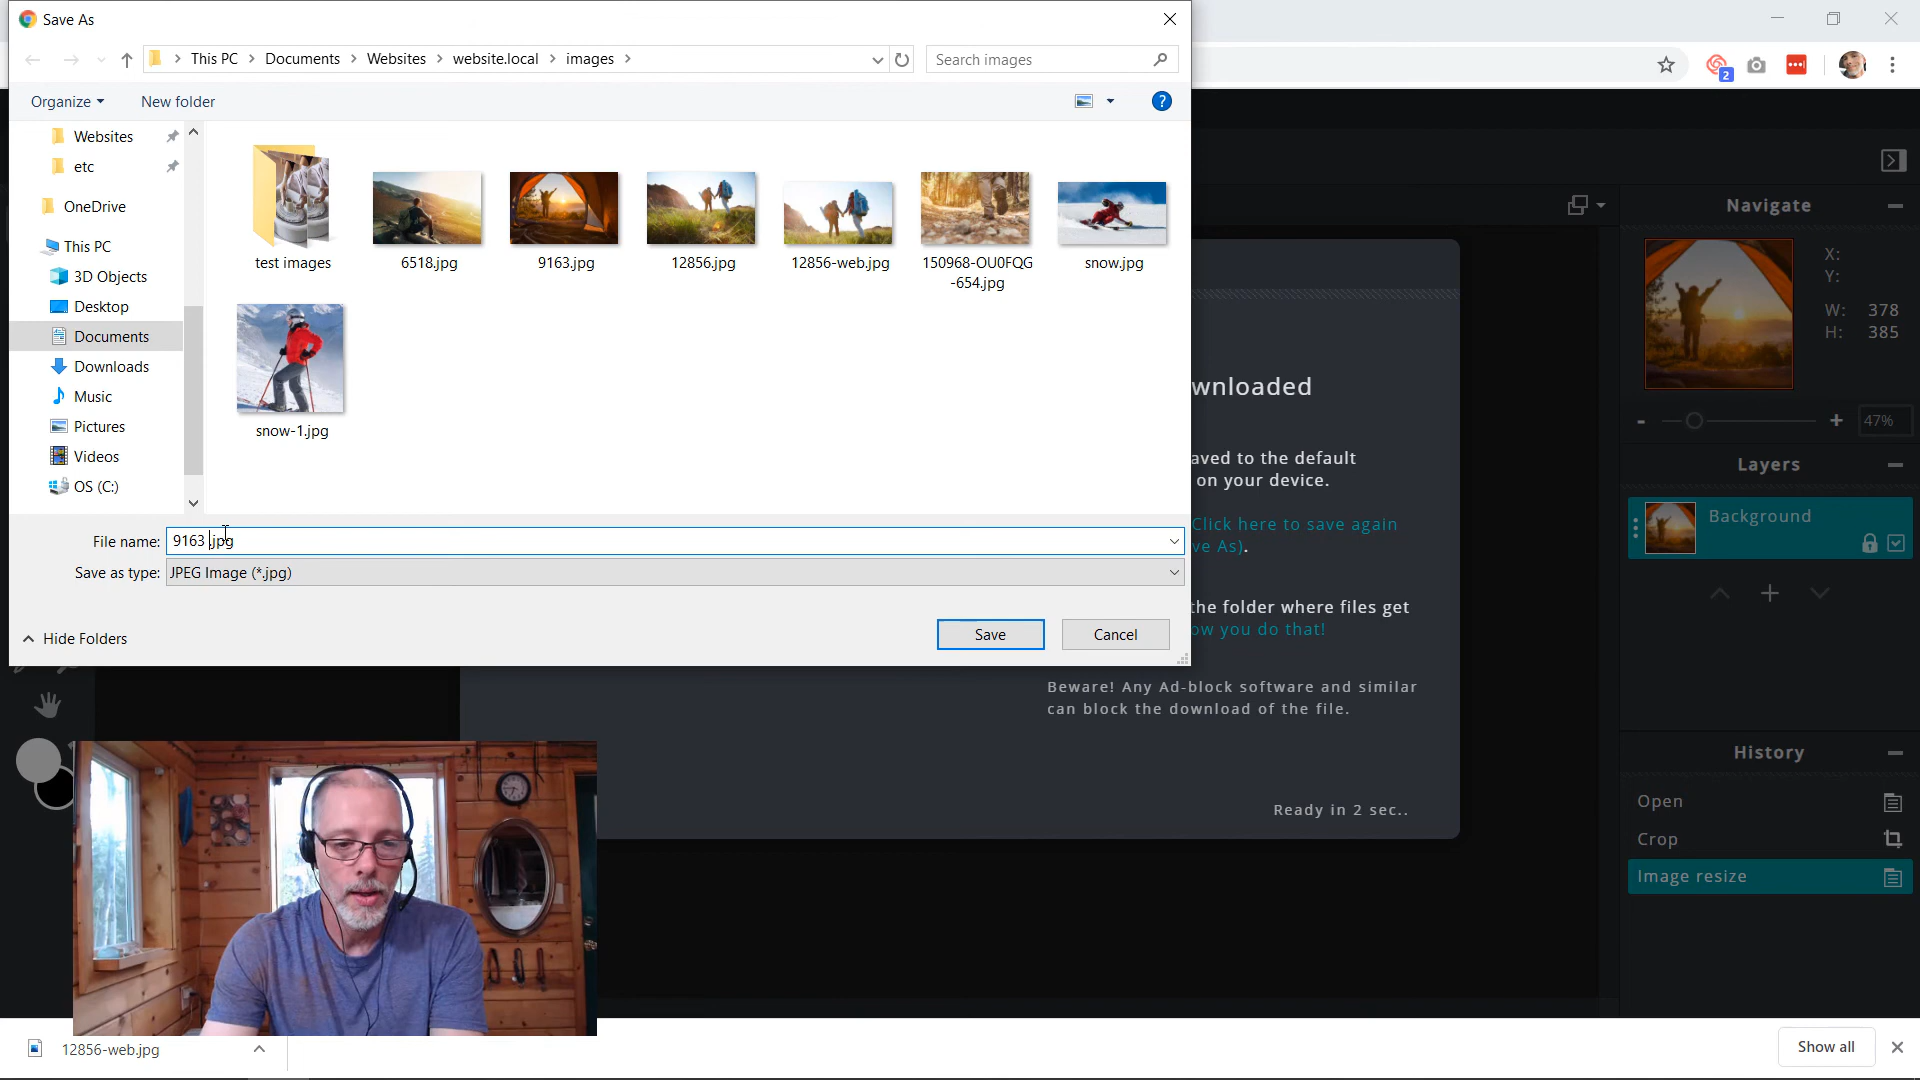 Save As
This PC
Documents
Websites
website.local
images
Search images
2
Organize
New folder
?
Websites
etc
OneDrive
This PC
3D Objects
Desktop
Documents
Downloads
Music
Pictures
Videos
OS (C:)
test images
6518.jpg
9163.jpg
12856.jpg
12856-web.jpg
150968-OU0FQG
-654.jpg
snow.jpg
snow-1.jpg
File name:
9163 .jpg
Save as type:
JPEG Image (*.jpg)
Hide Folders
Save
Cancel
wnloaded
aved to the default
on your device.
Click here to save again
ve As).
the folder where files get
ow you do that!
Beware! Any Ad-block software and similar
can block the download of the file.
Ready in 2 sec..
Navigate
X:
Y:
W: 378
H: 385
- + 47%
Layers
Background
+
History
Open
Crop
Image resize
12856-web.jpg
Show all